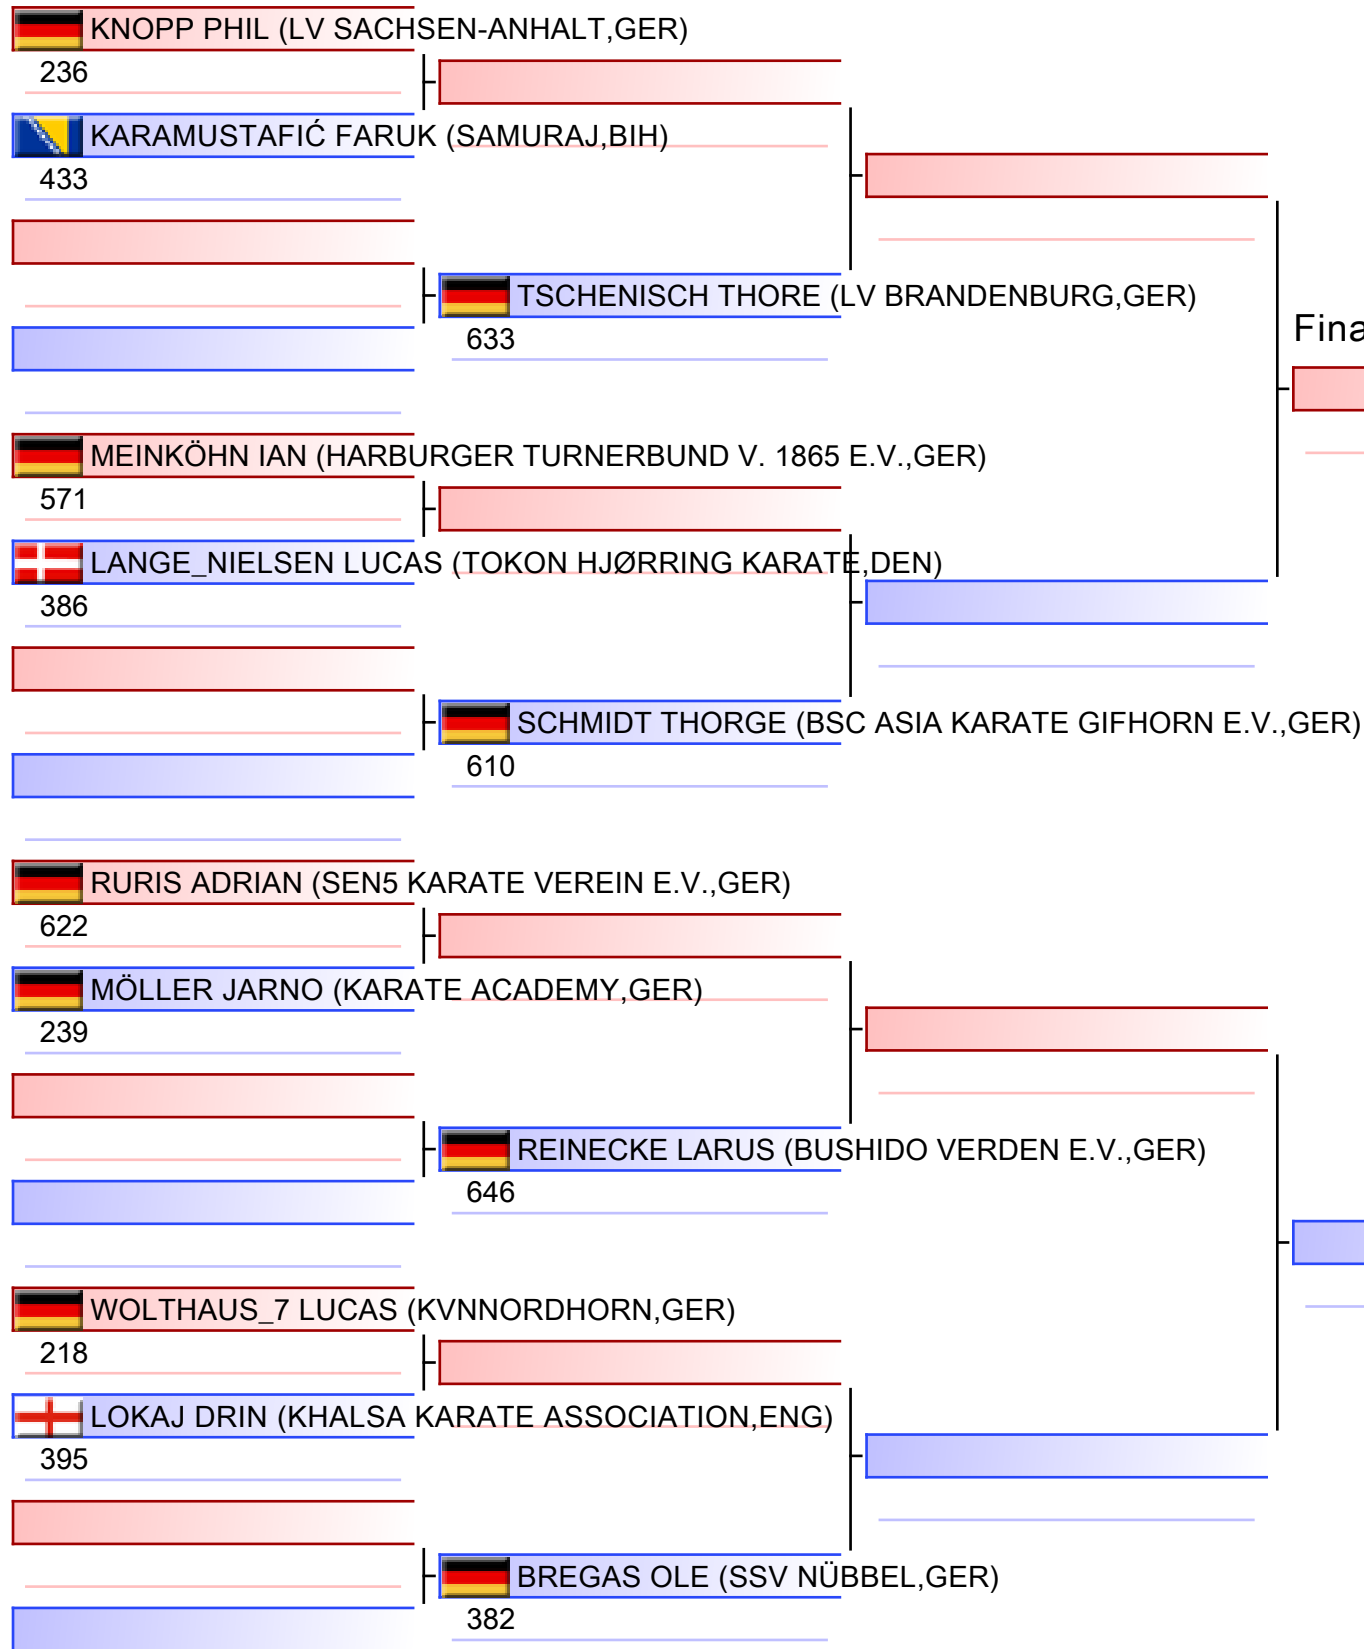 KNOPP PHIL (LV SACHSEN-ANHALT,GER)
236
KARAMUSTAFIĆ FARUK (SAMURAJ,BIH)
433
TSCHENISCH THORE (LV BRANDENBURG,GER)
633
Fina
MEINKÖHN IAN (HARBURGER TURNERBUND V. 1865 E.V.,GER)
571
LANGE_NIELSEN LUCAS (TOKON HJØRRING KARATE,DEN)
386
SCHMIDT THORGE (BSC ASIA KARATE GIFHORN E.V.,GER)
610
RURIS ADRIAN (SEN5 KARATE VEREIN E.V.,GER)
622
MÖLLER JARNO (KARATE ACADEMY,GER)
239
REINECKE LARUS (BUSHIDO VERDEN E.V.,GER)
646
WOLTHAUS_7 LUCAS (KVNNORDHORN,GER)
218
LOKAJ DRIN (KHALSA KARATE ASSOCIATION,ENG)
395
BREGAS OLE (SSV NÜBBEL,GER)
382